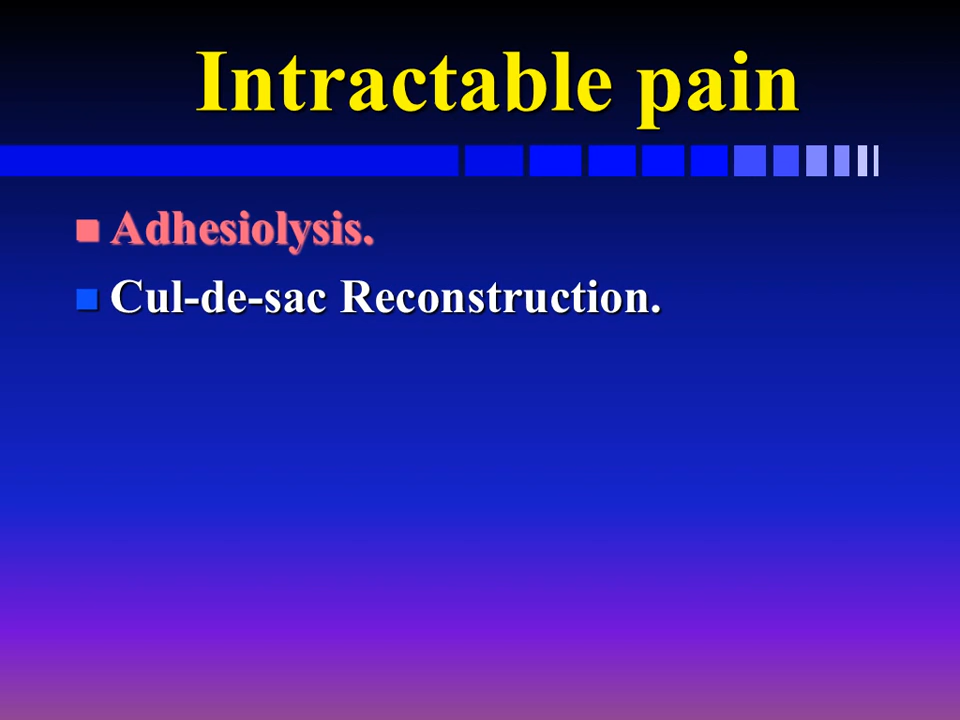 Intractable pain
Adhesiolysis.
Cul-de-sac Reconstruction.